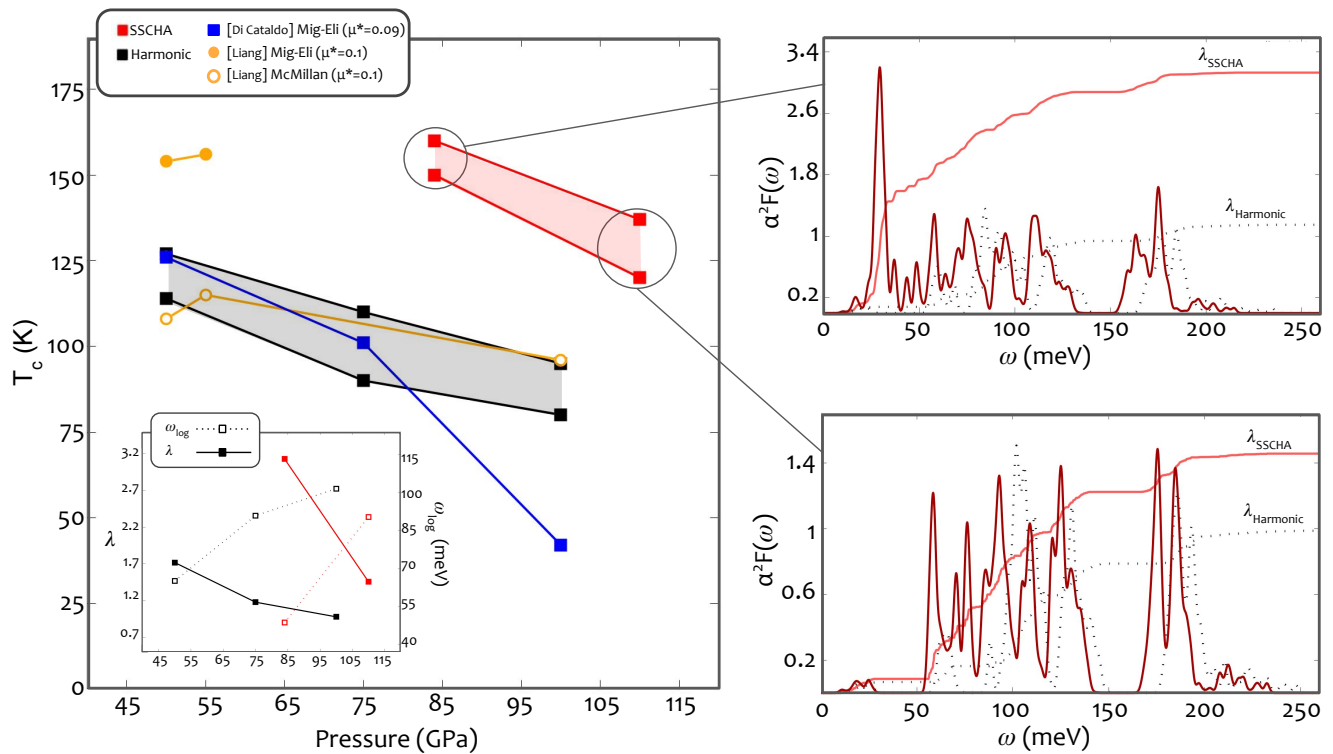 SSCHA
Harmonic
[Di Cataldo] Mig-Eli (μ*=0.09)
[Liang] Mig-Eli (μ*=0.1)
[Liang] McMillan (μ*=0.1)
175
150
125
100
75
50
25
0
T_c (K)
45 55 65 75 85 95 105 115
Pressure (GPa)
ω_log
λ
3.2
2.7
2.2
1.7
1.2
0.7
λ
115
100
85
70
55
40
ω_log (meV)
45 55 65 75 85 95 105 115
3.4
2.6
1.8
1
0.2
α²F(ω)
λ_SSCHA
λ_Harmonic
0 50 100 150 200 250
ω (meV)
1.4
1
0.6
0.2
α²F(ω)
λ_SSCHA
λ_Harmonic
0 50 100 150 200 250
ω (meV)